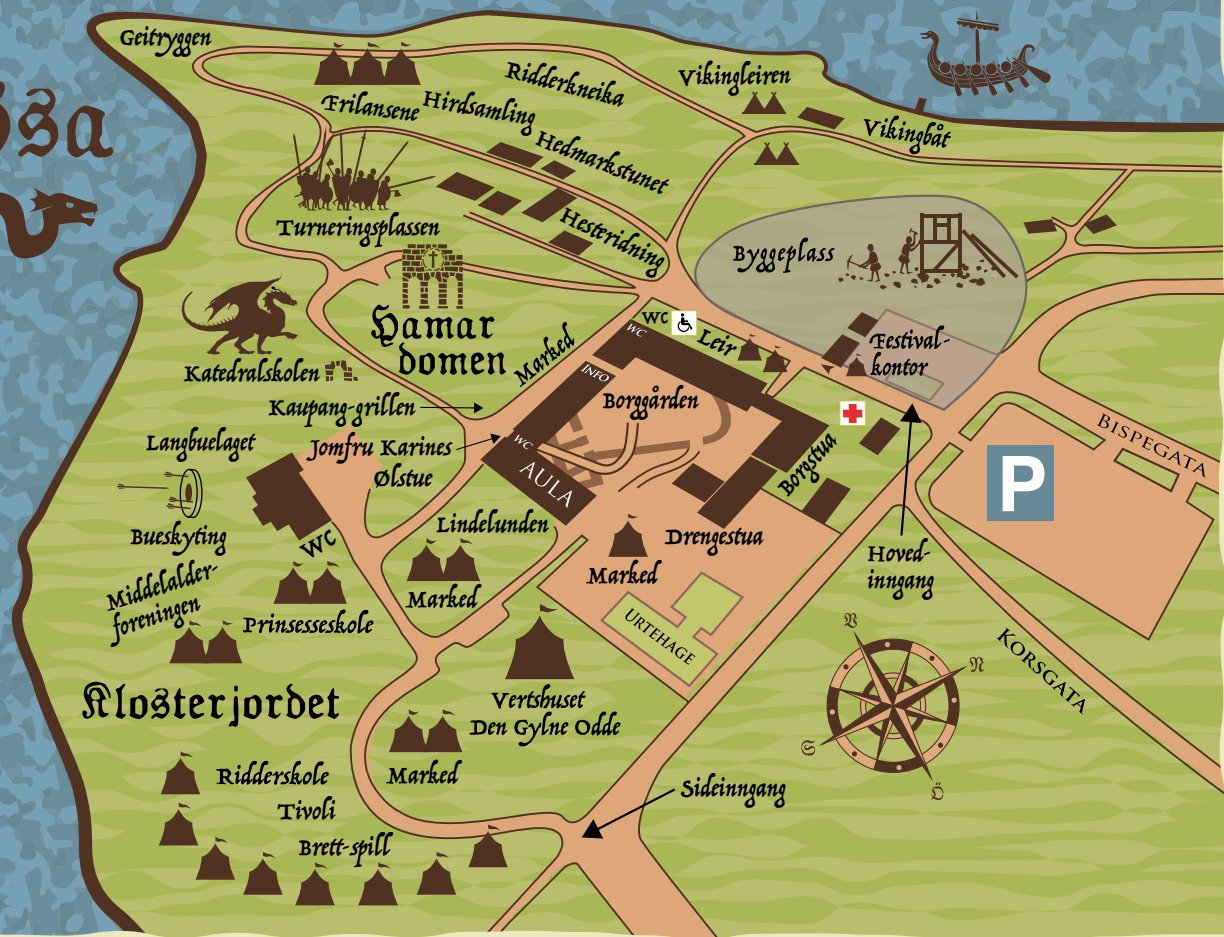 Geitryggen
Ridderkneika
Vikingleiren
Frilansene
Hirdsamling
Vikingbåt
Hedmarkstunet
Turneringsplassen
Hesteridning
Byggeplass
Hamar
domen
WC
WC
Leir
Festival-
kontor
Marked
Katedralskolen
INFO
Borggården
Kaupang-grillen
Langbuelaget
Jomfru Karines
Ølstue
WC
AULA
Borgstua
BISPEGATA
P
Bueskyting
WC
Lindelunden
Drengestua
Hoved-
inngang
Middelalder-
foreningen
Marked
Marked
Prinsesseskole
URTEHAGE
KORSGATA
V
N
S
Ö
Klosterjordet
Vertshuset
Den Gylne Odde
Ridderskole
Marked
Sideinngang
Tivoli
Brett-spill